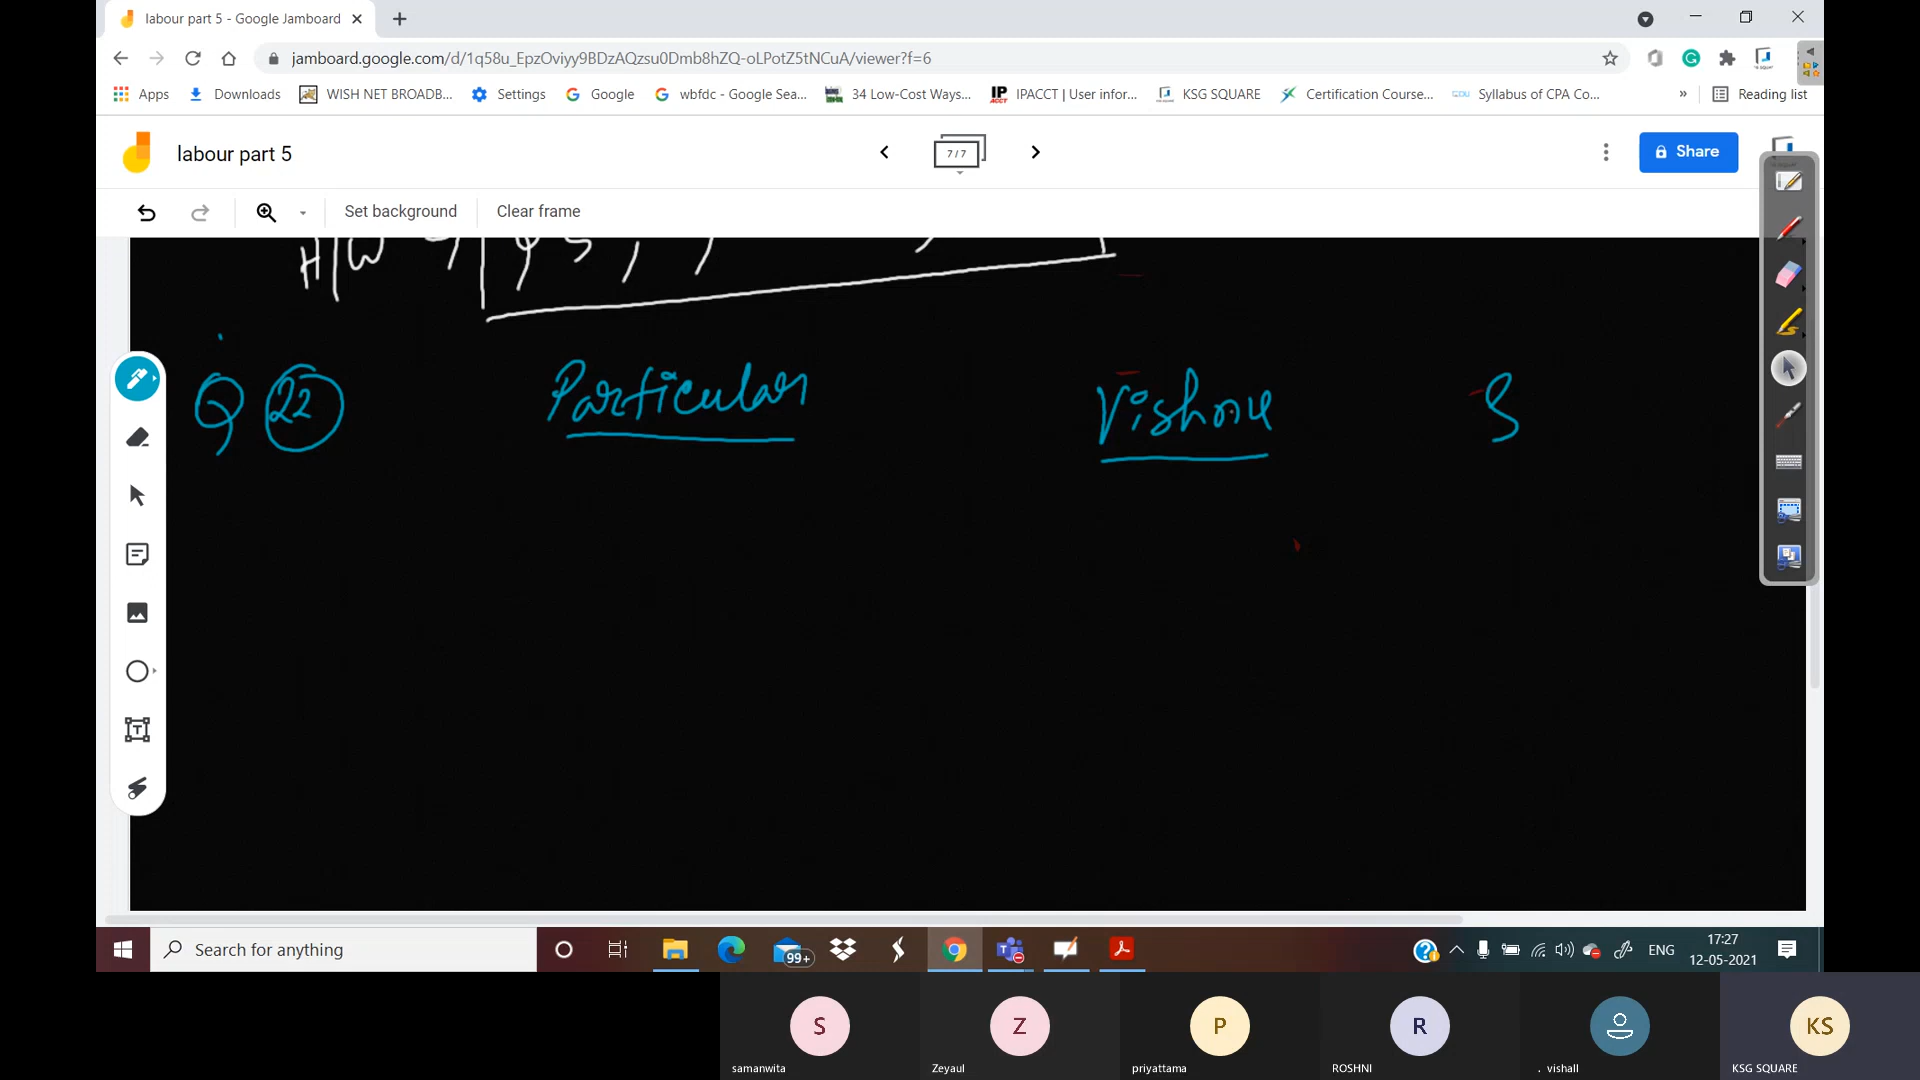 labour part 5 - Google Jamboard
jamboard.google.com/d/1q58u_EpzOviyy9BDzAQzsu0Dmb8hZQ-oLPotZ5tNCuA/viewer?f=6
Apps Downloads WISH NET BROADB... Settings Google wbfdc - Google Sea... 34 Low-Cost Ways... IPACCT | User infor... KSG SQUARE Certification Course... Syllabus of CPA Co... » Reading list
labour part 5 7 / 7 Share
Set background Clear frame
H/W
Q 22 Particular Vishnu S
Search for anything 99+ ENG 17:27
12-05-2021
S Z P R KS
samanwita Zeyaul priyattama ROSHNI . vishall KSG SQUARE